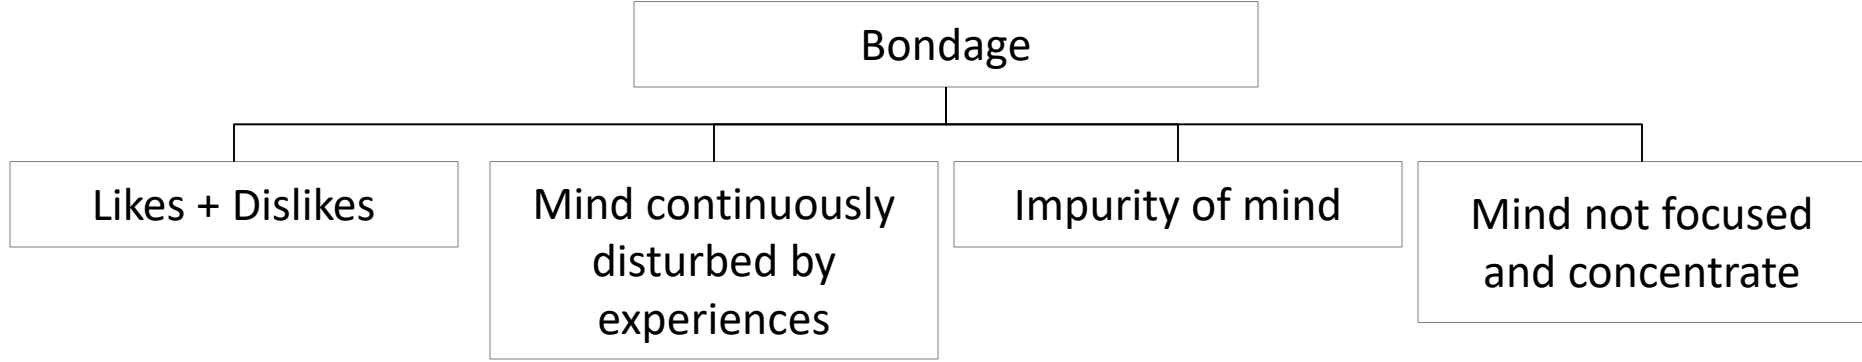 Bondage
Likes + Dislikes
Mind continuously
disturbed by
experiences
Impurity of mind
Mind not focused
and concentrate